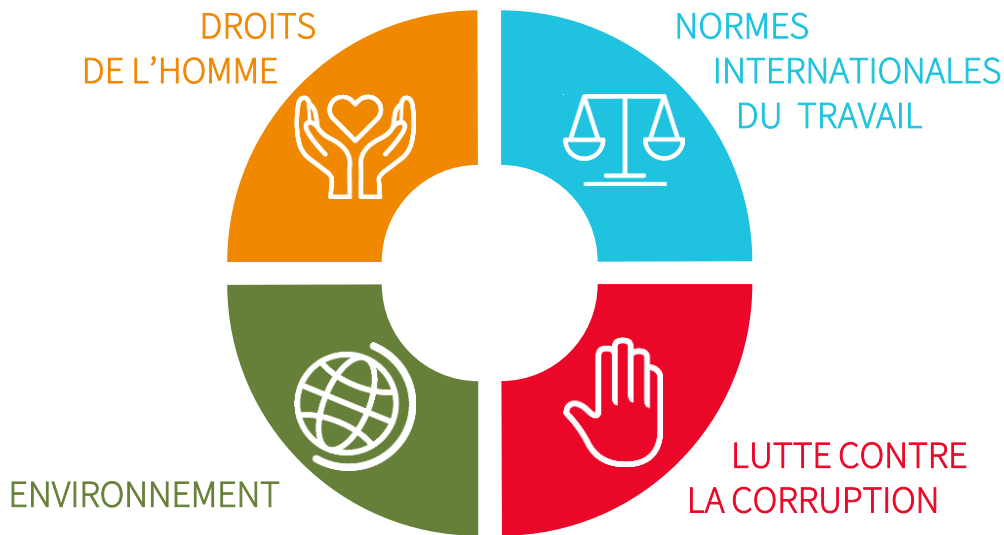 DROITS
DE L’HOMME
NORMES
INTERNATIONALES
DU TRAVAIL
ENVIRONNEMENT
LUTTE CONTRE
LA CORRUPTION